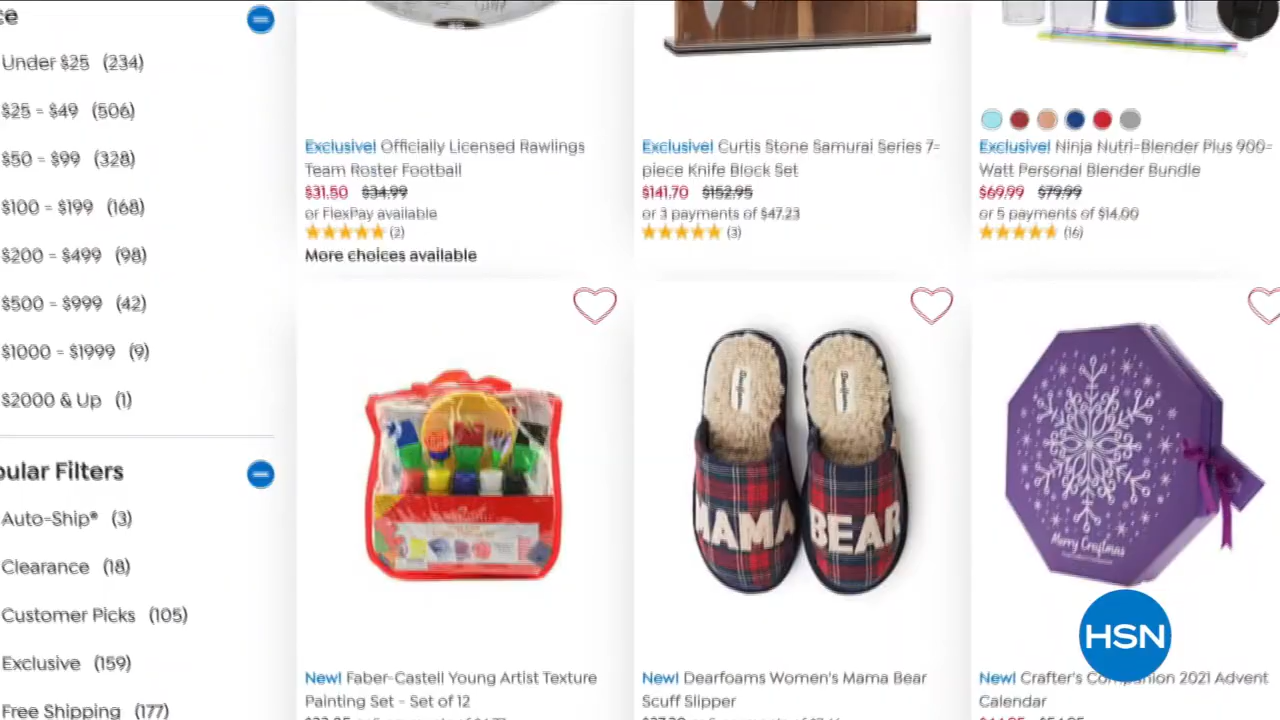 ce
Under $25 (234)
$25 - $49 (506)
$50 - $99 (328)
$100 - $199 (168)
$200 - $499 (98)
$500 - $999 (42)
$1000 - $1999 (9)
$2000 & Up (1)
pular Filters
Auto-Ship® (3)
Clearance (18)
Customer Picks (105)
Exclusive (159)
Free Shipping (177)
Exclusive! Officially Licensed Rawlings
Team Roster Football
$31.50 $34.99
or FlexPay available
(2)
More choices available
Exclusive! Curtis Stone Samurai Series 7-
piece Knife Block Set
$141.70 $152.95
or 3 payments of $47.23
(3)
Exclusive! Ninja Nutri-Blender Plus 900-
Watt Personal Blender Bundle
$69.99 $79.99
or 5 payments of $14.00
(16)
New! Faber-Castell Young Artist Texture
Painting Set - Set of 12
MAMA BEAR
New! Dearfoams Women's Mama Bear
Scuff Slipper
Merry Craftmas
HSN
New! Crafter's Companion 2021 Advent
Calendar